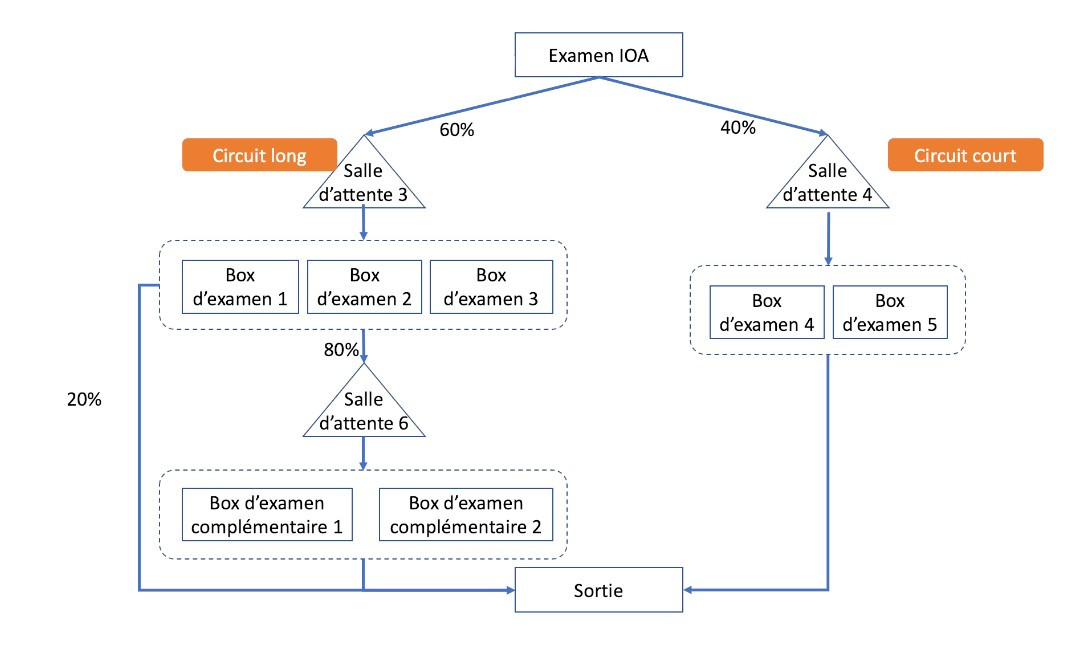 Examen IOA
60%
40%
Circuit long
Circuit court
Salle
d'attente 3
Salle
d'attente 4
Box
d'examen 1
Box
d'examen 2
Box
d'examen 3
Box
d'examen 4
Box
d'examen 5
80%
20%
Salle
d'attente 6
Box d'examen
complémentaire 1
Box d'examen
complémentaire 2
Sortie